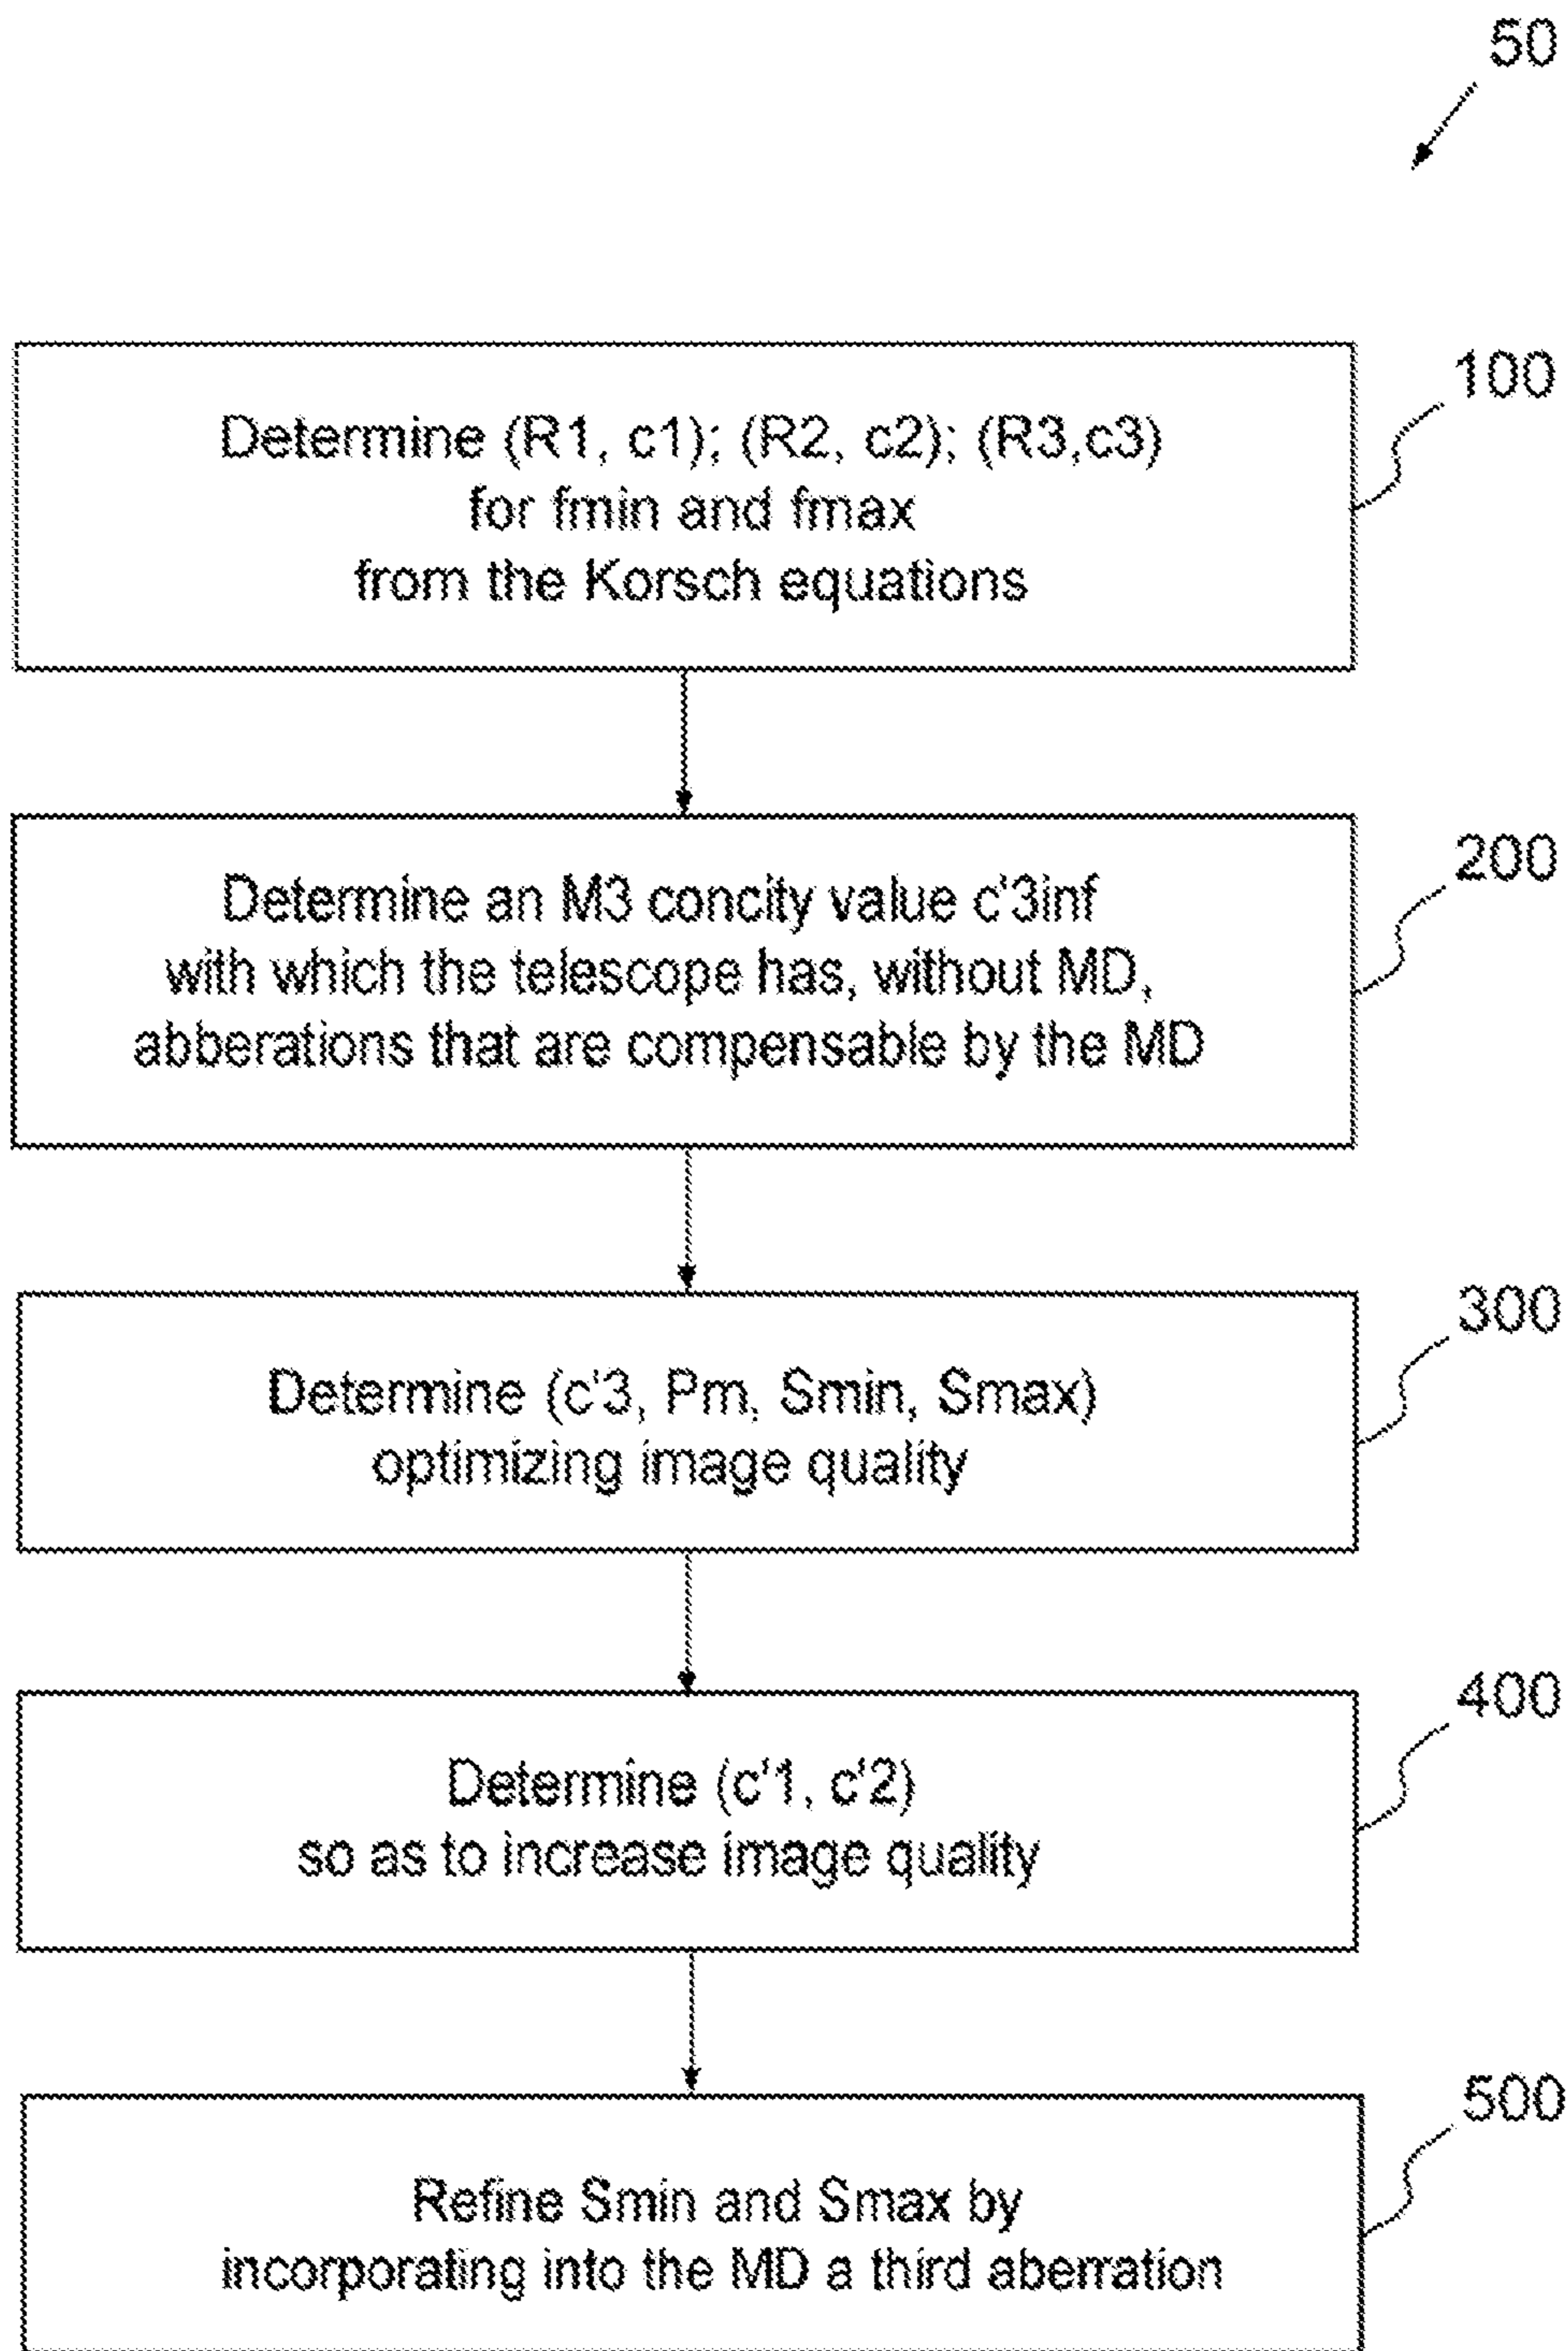 50
100
Determine (R1, c1); (R2, c2); (R3,c3)
for fmin and fmax
from the Korsch equations
200
Determine an M3 concity value c'3inf
with which the telescope has, without MD,
abberations that are compensable by the MD
300
Determine (c'3, Pm, Smin, Smax)
optimizing image quality
400
Determine (c'1, c'2)
so as to increase image quality
500
Refine Smin and Smax by
incorporating into the MD a third aberration